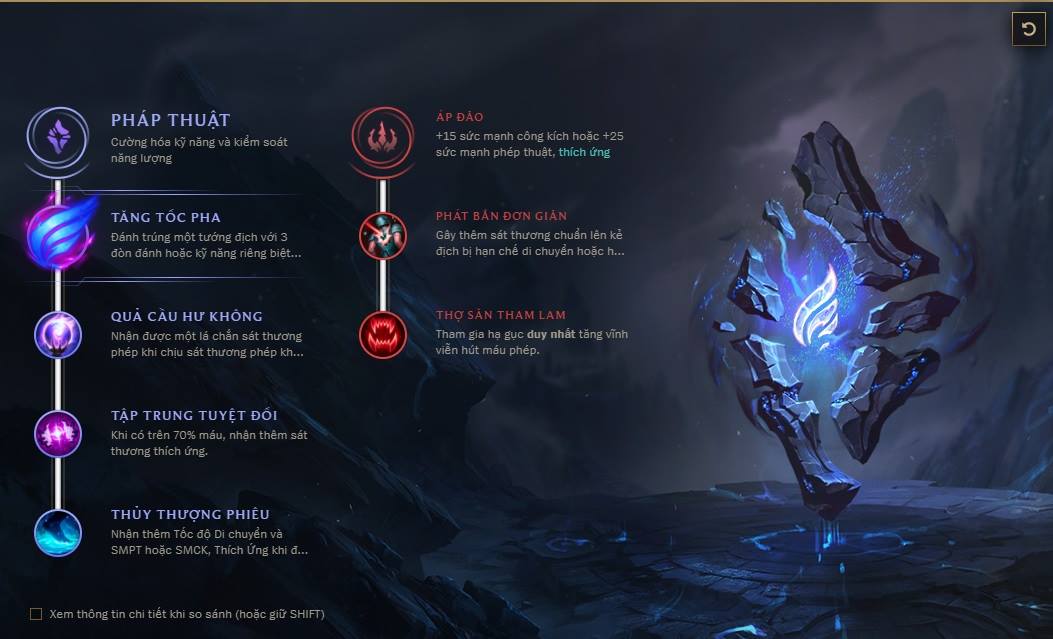 PHÁP THUẬT
Cường hóa kỹ năng và kiểm soát
năng lượng
TĂNG TỐC PHA
Đánh trúng một tướng địch với 3
đòn đánh hoặc kỹ năng riêng biệt...
QUẢ CẦU HƯ KHÔNG
Nhận được một lá chắn sát thương
phép khi chịu sát thương phép kh...
TẬP TRUNG TUYỆT ĐỐI
Khi có trên 70% máu, nhận thêm sát
thương thích ứng.
THỦY THƯỢNG PHIÊU
Nhận thêm Tốc độ Di chuyển và
SMPT hoặc SMCK, Thích Ứng khi đ...
ÁP ĐẢO
+15 sức mạnh công kích hoặc +25
sức mạnh phép thuật, thích ứng
PHÁT BẮN ĐƠN GIẢN
Gây thêm sát thương chuẩn lên kẻ
địch bị hạn chế di chuyển hoặc h...
THỢ SĂN THAM LAM
Tham gia hạ gục duy nhất tăng vĩnh
viễn hút máu phép.
Xem thông tin chi tiết khi so sánh (hoặc giữ SHIFT)